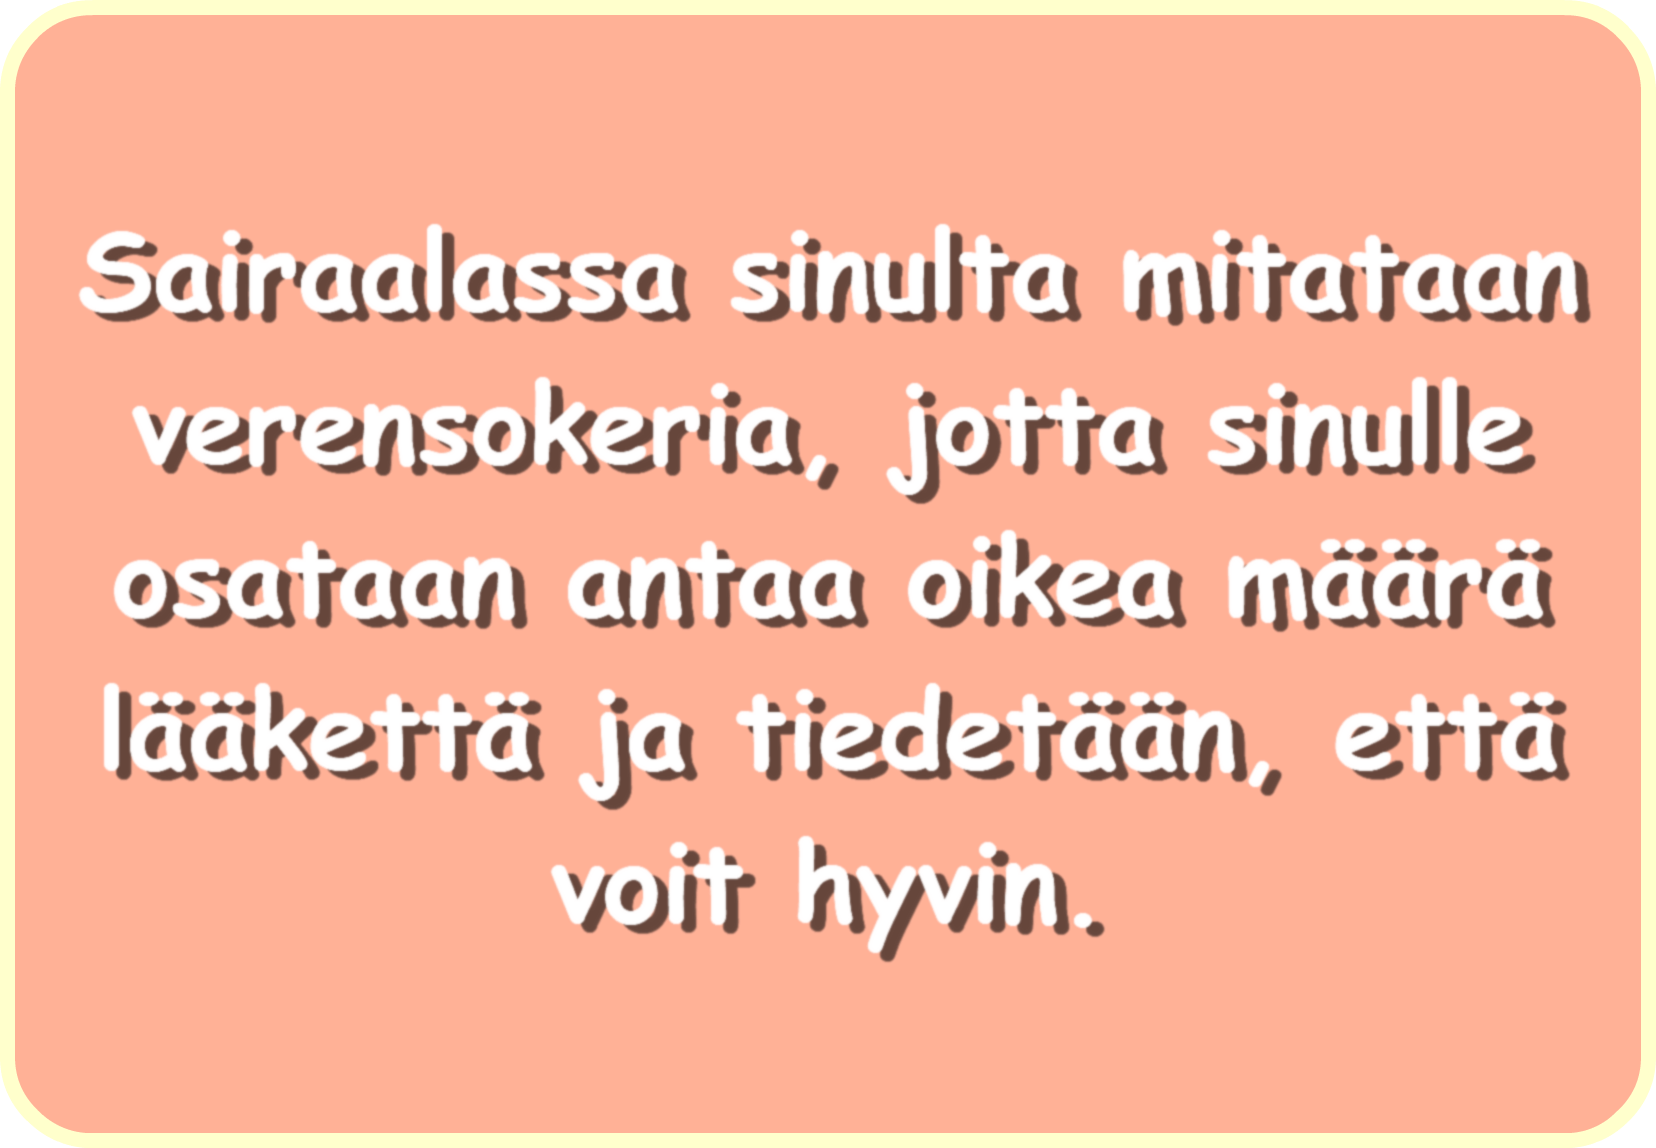 Sairaalassa sinulta mitataan
verensokeria, jotta sinulle
osataan antaa oikea määrä
lääkettä ja tiedetään, että
voit hyvin.